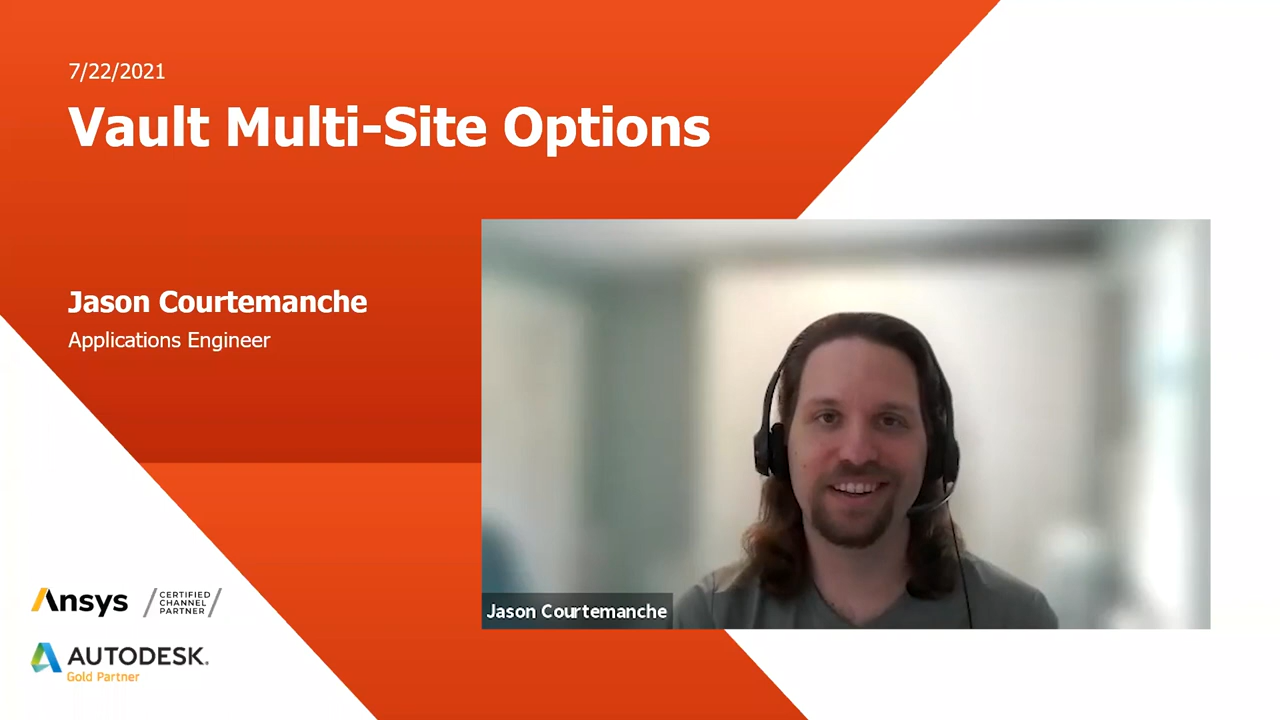 7/22/2021
Vault Multi-Site Options
Jason Courtemanche
Applications Engineer
Jason Courtemanche
Ansys
CERTIFIED
CHANNEL
PARTNER
AUTODESK.
Gold Partner